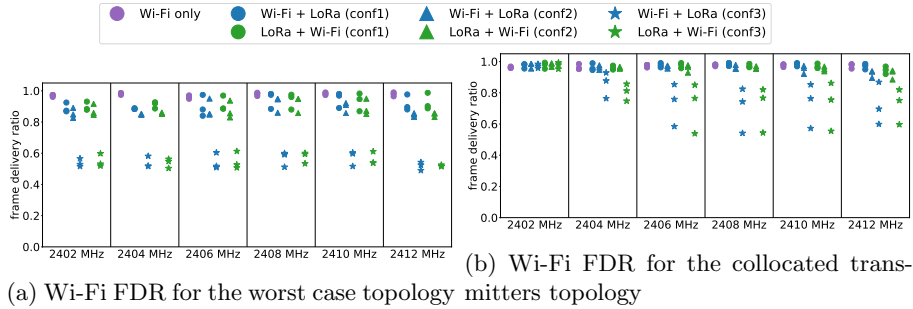 Wi-Fi only
Wi-Fi + LoRa (conf1)
Wi-Fi + LoRa (conf2)
Wi-Fi + LoRa (conf3)
LoRa + Wi-Fi (conf1)
LoRa + Wi-Fi (conf2)
LoRa + Wi-Fi (conf3)
frame delivery ratio
1.0
0.8
0.6
0.4
0.2
0.0
2402 MHz 2404 MHz 2406 MHz 2408 MHz 2410 MHz 2412 MHz
(a) Wi-Fi FDR for the worst case topology
frame delivery ratio
1.0
0.8
0.6
0.4
0.2
0.0
2402 MHz 2404 MHz 2406 MHz 2408 MHz 2410 MHz 2412 MHz
(b) Wi-Fi FDR for the collocated trans-
mitters topology